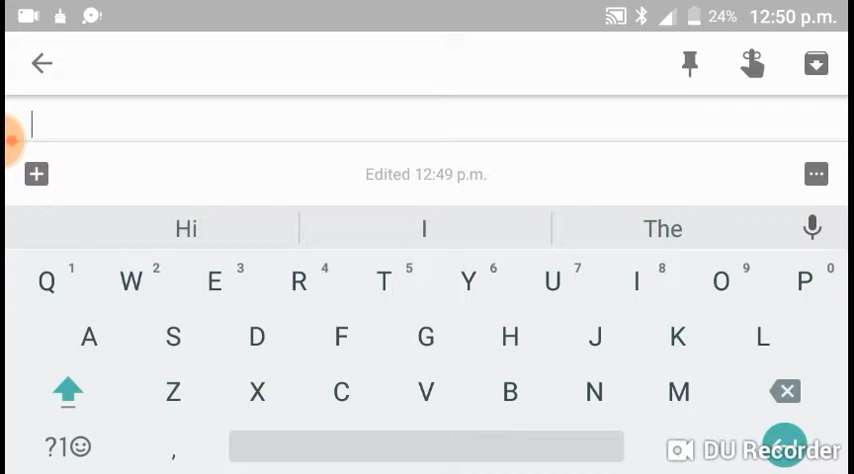 24% 12:50 p.m.
Edited 12:49 p.m.
Hi I The
Q 1 W 2 E 3 R 4 T 5 Y 6 U 7 I 8 O 9 P 0
A S D F G H J K L
Z X C V B N M
?1 , DU Recorder